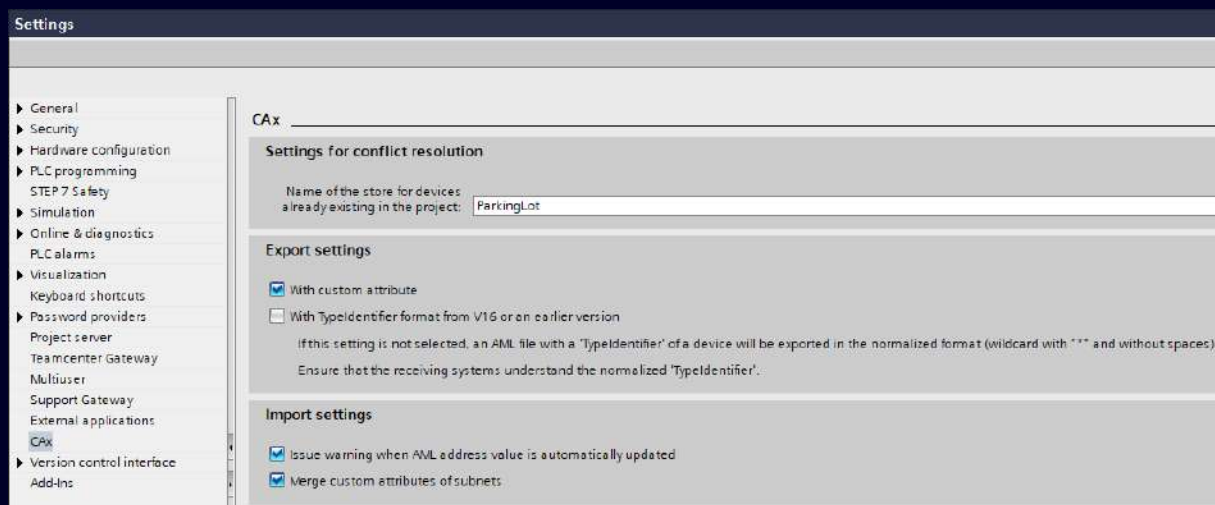 Settings
General
Security
Hardware configuration
PLC programming
STEP 7 Safety
Simulation
Online & diagnostics
PLC alarms
Visualization
Keyboard shortcuts
Password providers
Project server
Teamcenter Gateway
Multiuser
Support Gateway
External applications
CAx
Version control interface
Add-Ins
CAx
Settings for conflict resolution
Name of the store for devices
already existing in the project: ParkingLot
Export settings
With custom attribute
With TypeIdentifier format from V16 or an earlier version
If this setting is not selected, an AML file with a 'TypeIdentifier' of a device will be exported in the normalized format (wildcard with "*" and without spaces)
Ensure that the receiving systems understand the normalized 'TypeIdentifier'.
Import settings
Issue warning when AML address value is automatically updated
Merge custom attributes of subnets